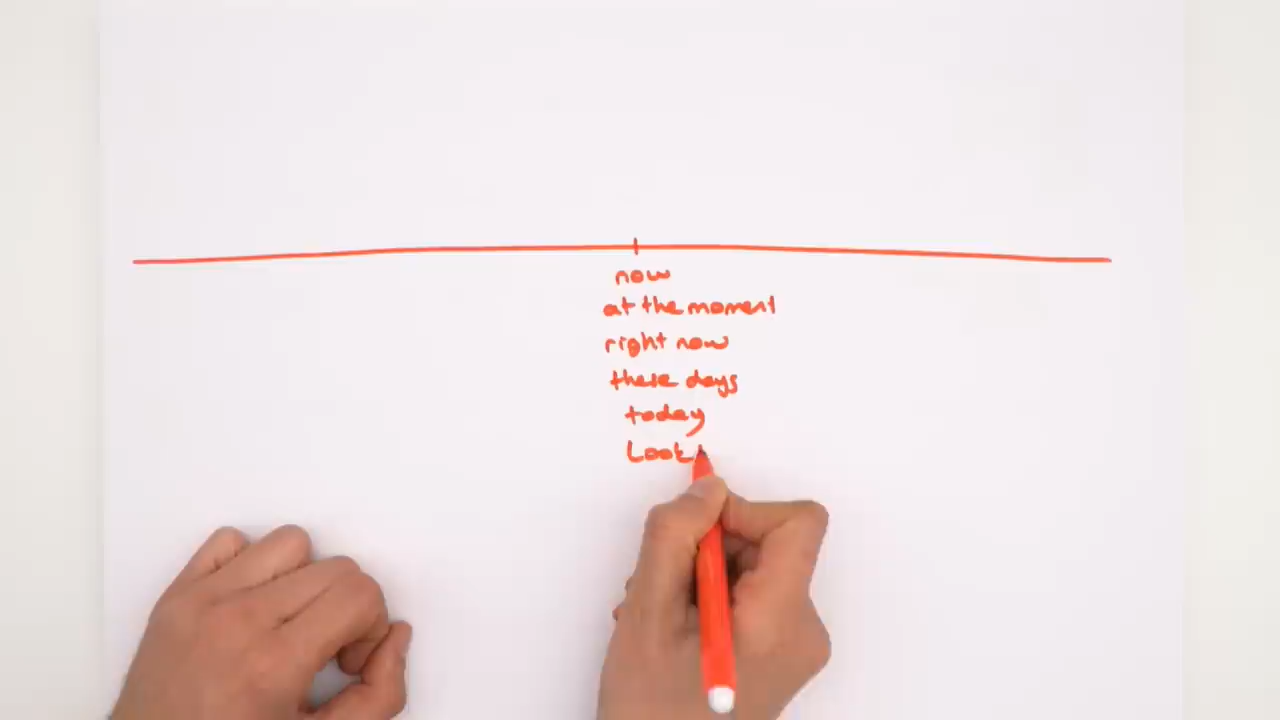 now
at the moment
right now
these days
today
Look